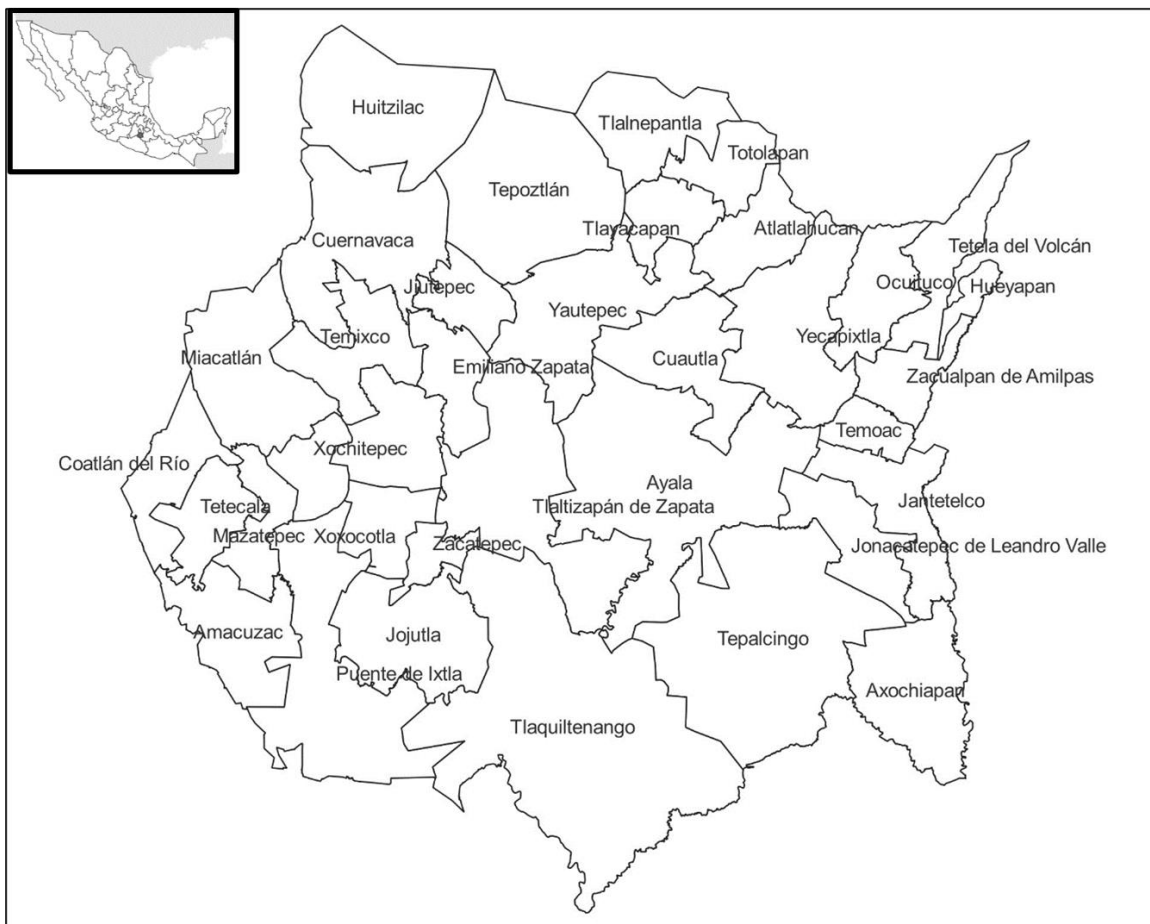 Huitzilac
Tlalnepantla
Totolapan
Tepoztlán
Tlayacapan
Atlatlahucan
Cuernavaca
Tetela del Volcán
Ocuituco
Hueyapan
Jiutepec
Yautepec
Temixco
Yecapixtla
Miacatlán
Cuautla
Emiliano Zapata
Zacualpan de Amilpas
Temoac
Xochitepec
Coatlán del Río
Ayala
Tetecala
Tlaltizapán de Zapata
Jantetelco
Mazatepec
Xoxocotla
Zacatepec
Jonacatepec de Leandro Valle
Amacuzac
Jojutla
Tepalcingo
Puente de Ixtla
Axochiapan
Tlaquiltenango